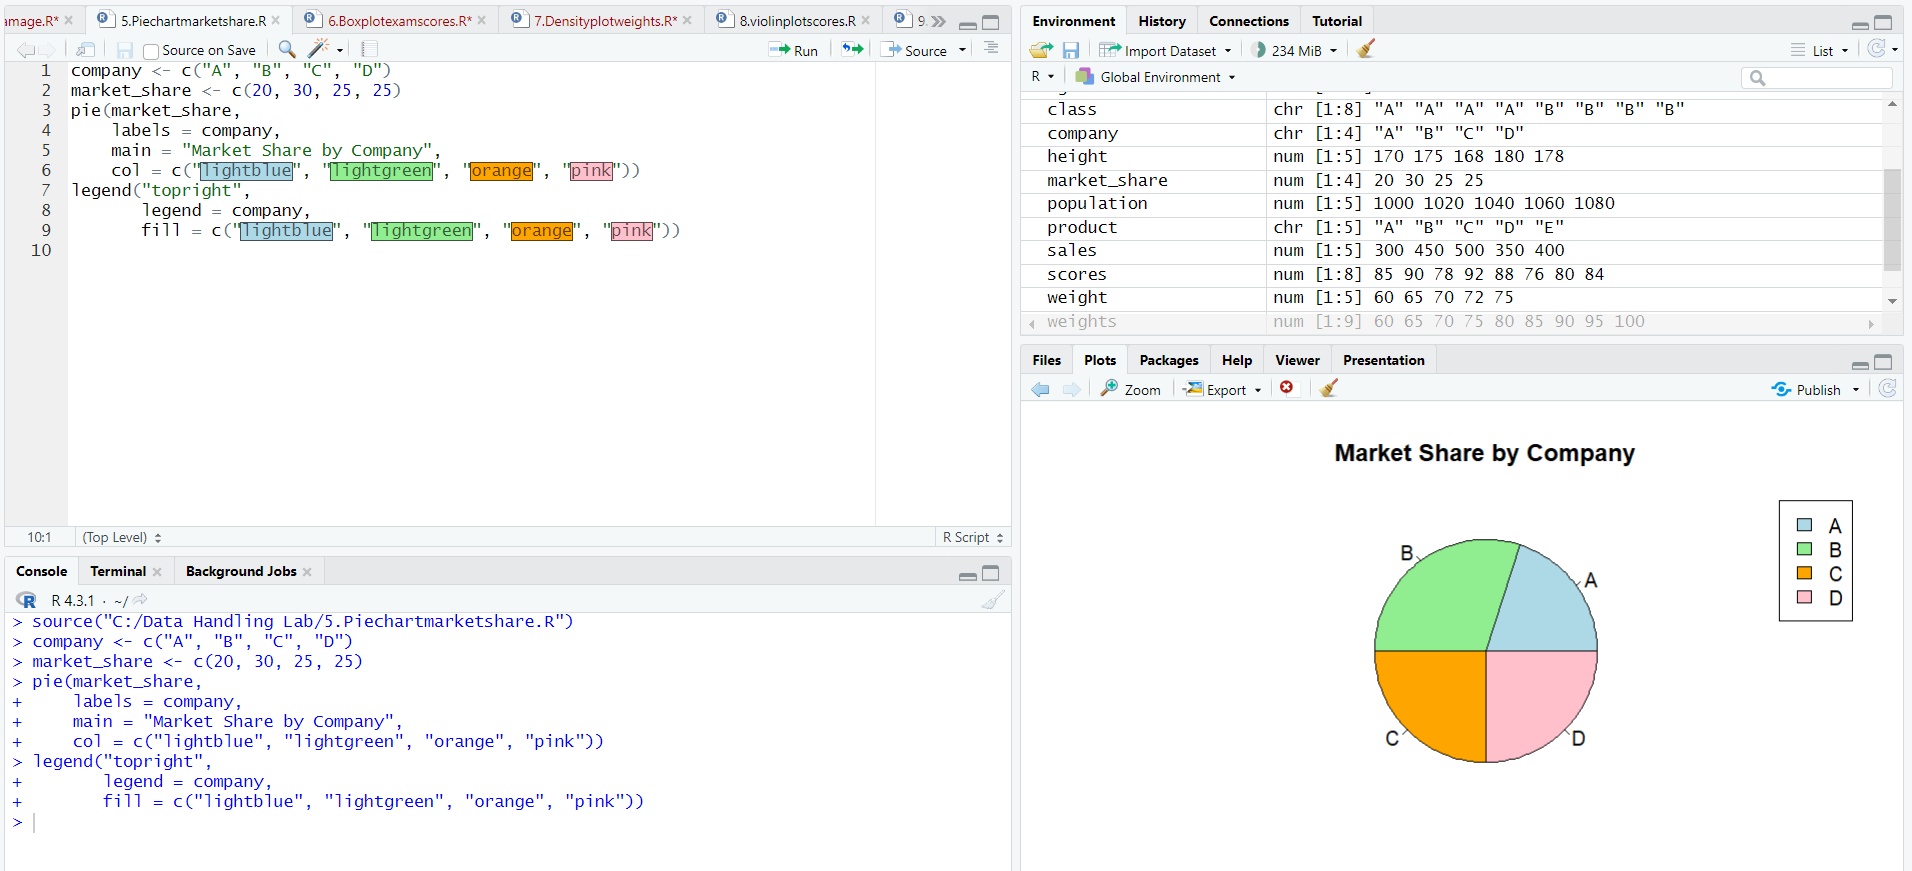 amage.R* 5.Piechartmarketshare.R 6.Boxplotexamscores.R* 7.Densityplotweights.R* 8.violinplotscores.R 9.
Source on Save Run Source
1 company <- c("A", "B", "C", "D")
2 market_share <- c(20, 30, 25, 25)
3 pie(market_share,
4     labels = company,
5     main = "Market Share by Company",
6     col = c("lightblue", "lightgreen", "orange", "pink"))
7 legend("topright",
8        legend = company,
9        fill = c("lightblue", "lightgreen", "orange", "pink"))
10
10:1 (Top Level) R Script
Console Terminal Background Jobs
R 4.3.1 · ~/
> source("C:/Data Handling Lab/5.Piechartmarketshare.R")
> company <- c("A", "B", "C", "D")
> market_share <- c(20, 30, 25, 25)
> pie(market_share,
+     labels = company,
+     main = "Market Share by Company",
+     col = c("lightblue", "lightgreen", "orange", "pink"))
> legend("topright",
+        legend = company,
+        fill = c("lightblue", "lightgreen", "orange", "pink"))
>
Environment History Connections Tutorial
Import Dataset 234 MiB List
R Global Environment
class chr [1:8] "A" "A" "A" "A" "B" "B" "B" "B"
company chr [1:4] "A" "B" "C" "D"
height num [1:5] 170 175 168 180 178
market_share num [1:4] 20 30 25 25
population num [1:5] 1000 1020 1040 1060 1080
product chr [1:5] "A" "B" "C" "D" "E"
sales num [1:5] 300 450 500 350 400
scores num [1:8] 85 90 78 92 88 76 80 84
weight num [1:5] 60 65 70 72 75
weights num [1:9] 60 65 70 75 80 85 90 95 100
Files Plots Packages Help Viewer Presentation
Zoom Export Publish
Market Share by Company
A
B
C
D
A
B
C
D